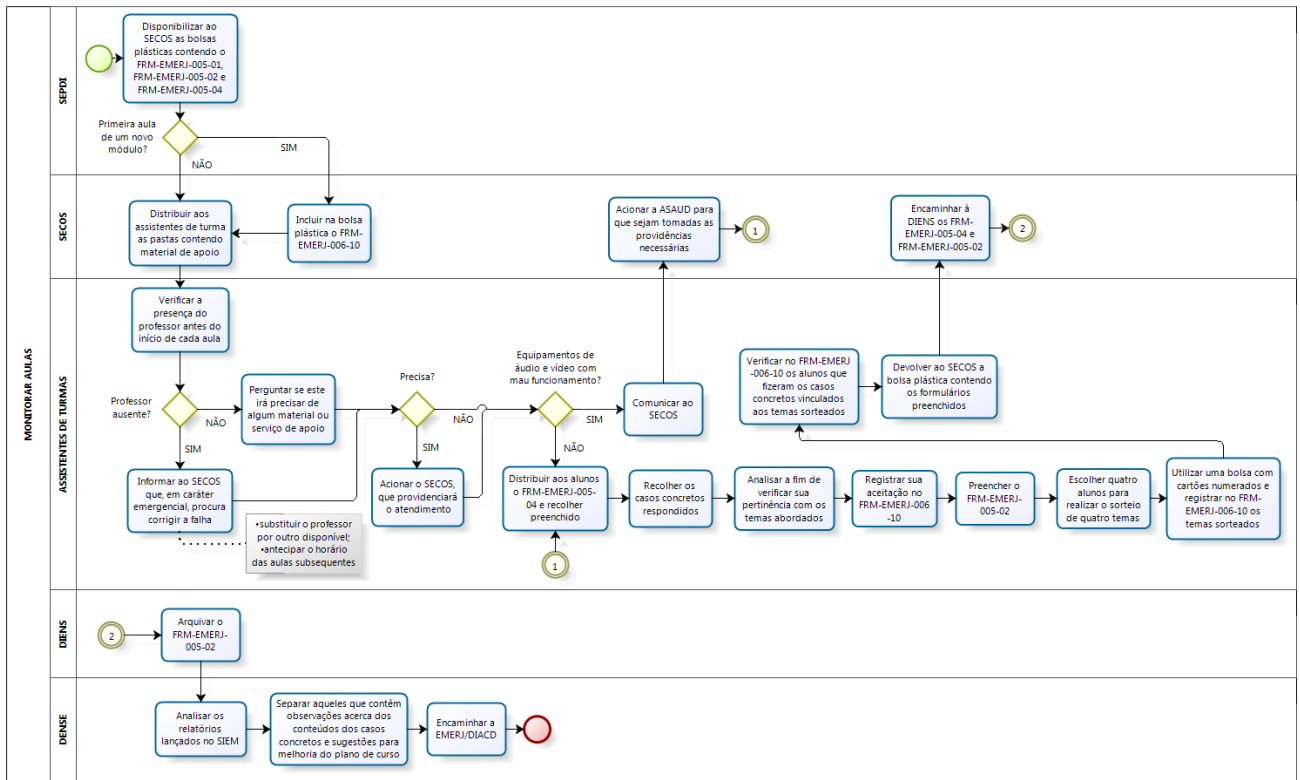 MONITORAR AULAS
SEPDI
Disponibilizar ao
SECOS as bolsas
plásticas contendo o
FRM-EMERJ-005-01,
FRM-EMERJ-005-02 e
FRM-EMERJ-005-04
Primeira aula
de um novo
módulo?
SIM
NÃO
SECOS
Distribuir aos
assistentes de turma
as pastas contendo
material de apoio
Incluir na bolsa
plástica o FRM-
EMERJ-006-10
Acionar a ASAUD para
que sejam tomadas as
providências
necessárias
1
Encaminhar à
DIENS os FRM-
EMERJ-005-04 e
FRM-EMERJ-005-02
2
ASSISTENTES DE TURMAS
Verificar a
presença do
professor antes do
início de cada aula
Professor
ausente?
NÃO
SIM
Perguntar se este
irá precisar de
algum material ou
serviço de apoio
Informar ao SECOS
que, em caráter
emergencial, procura
corrigir a falha
•substituir o professor
por outro disponível;
•antecipar o horário
das aulas subsequentes
Precisa?
NÃO
SIM
Acionar o SECOS,
que providenciará
o atendimento
Equipamentos de
áudio e vídeo com
mau funcionamento?
SIM
NÃO
Comunicar ao
SECOS
Distribuir aos alunos
o FRM-EMERJ-005-
04 e recolher
preenchido
1
Recolher os
casos concretos
respondidos
Analisar a fim de
verificar sua
pertinência com os
temas abordados
Registrar sua
aceitação no
FRM-EMERJ-006
-10
Preencher o
FRM-EMERJ-
005-02
Escolher quatro
alunos para
realizar o sorteio
de quatro temas
Utilizar uma bolsa com
cartões numerados e
registrar no FRM-
EMERJ-006-10 os
temas sorteados
Verificar no FRM-EMERJ
-006-10 os alunos que
fizeram os casos
concretos vinculados
aos temas sorteados
Devolver ao SECOS a
bolsa plástica contendo
os formulários
preenchidos
DIENS
2
Arquivar o
FRM-EMERJ-
005-02
DENSE
Analisar os
relatórios
lançados no SIEM
Separar aqueles que contêm
observações acerca dos
conteúdos dos casos
concretos e sugestões para
melhoria do plano de curso
Encaminhar a
EMERJ/DIACD